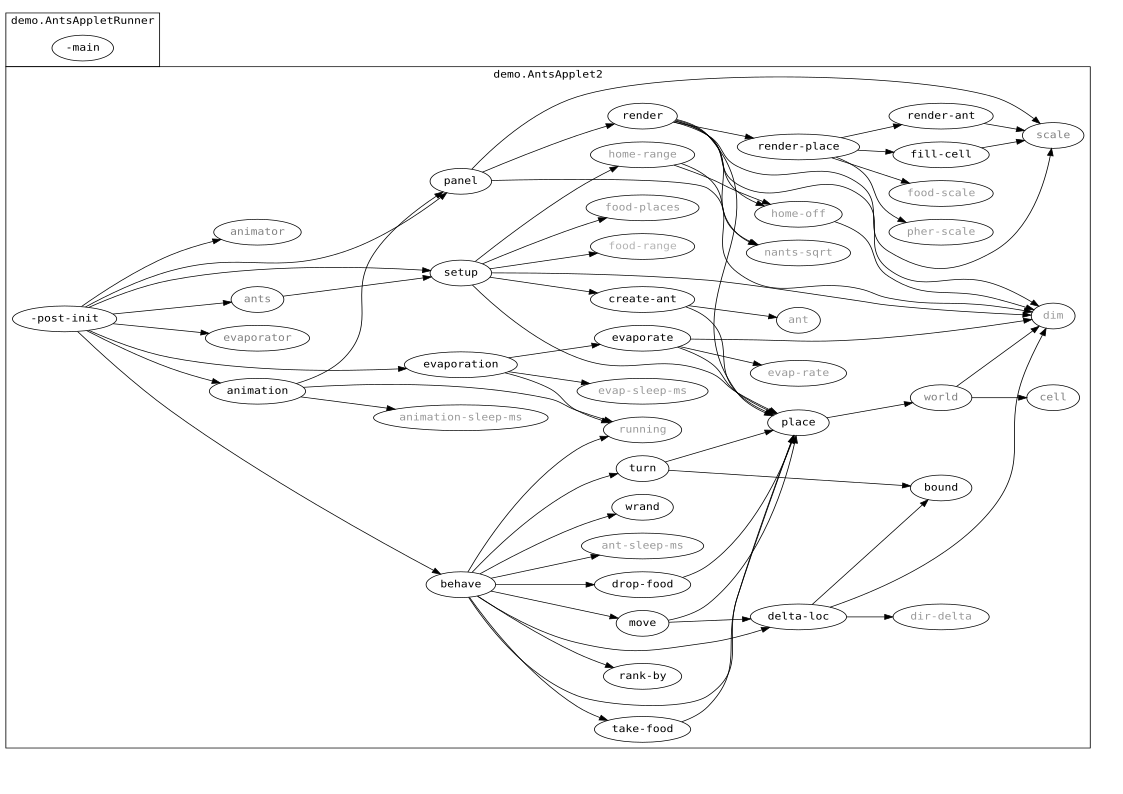 demo.AntsAppletRunner
-main
demo.AntsApplet2
render
render-ant
scale
render-place
home-range
fill-cell
panel
food-scale
food-places
home-off
animator
pher-scale
food-range
nants-sqrt
setup
ants
create-ant
-post-init
ant
dim
evaporator
evaporate
evaporation
evap-rate
animation
evap-sleep-ms
world
cell
animation-sleep-ms
running
place
turn
bound
wrand
ant-sleep-ms
behave
drop-food
move
delta-loc
dir-delta
rank-by
take-food